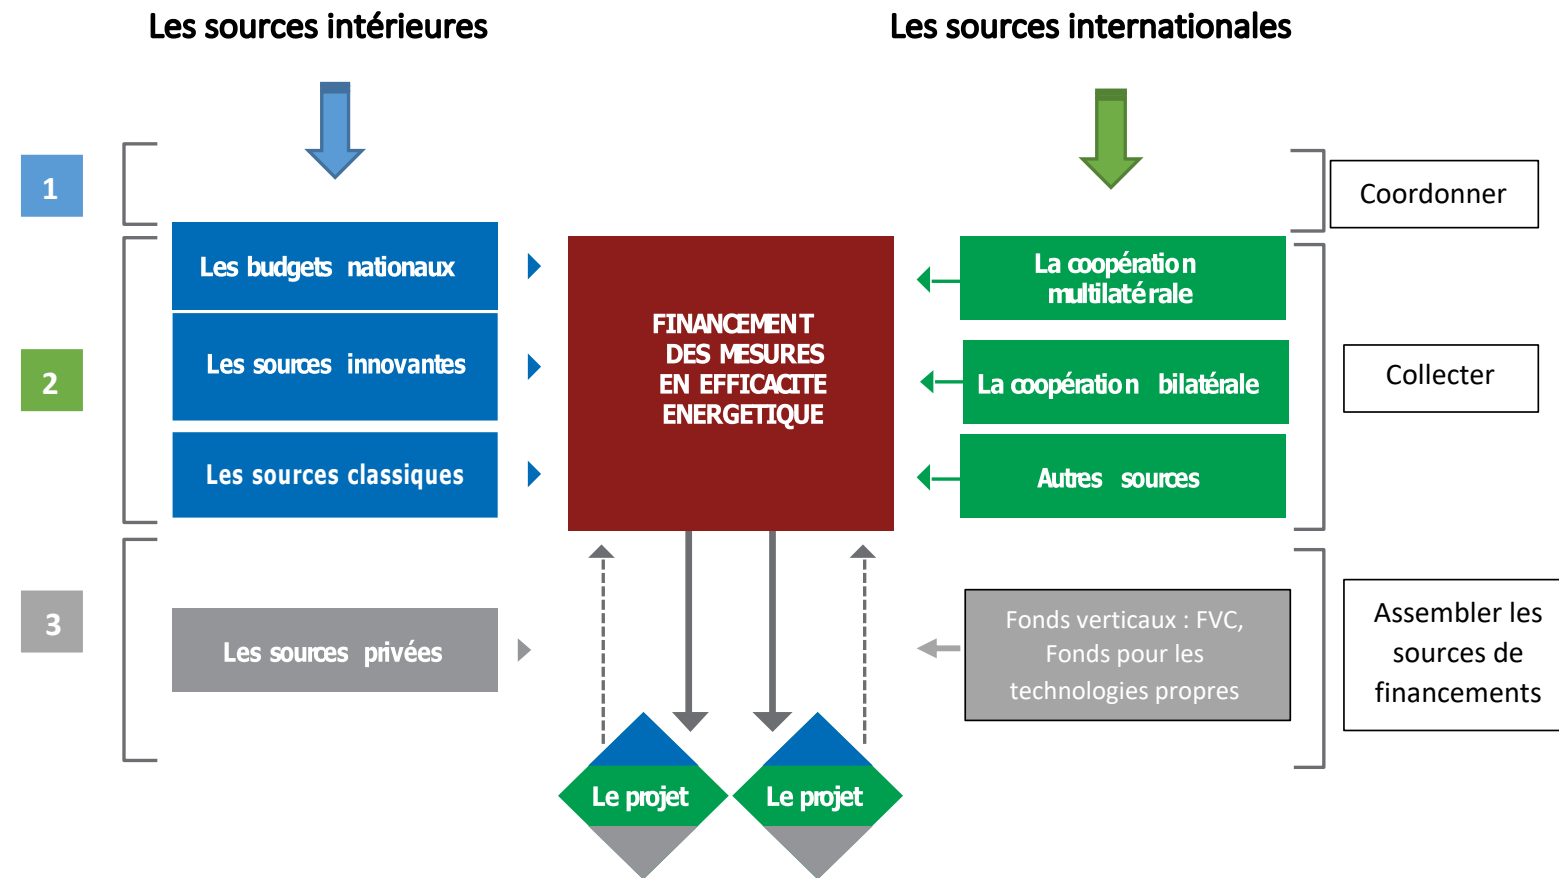 Les sources intérieures
Les sources internationales
1
Coordonner
2
Les budgets nationaux
Les sources innovantes
Les sources classiques
FINANCEMENT
DES MESURES
EN EFFICACITE
ENERGETIQUE
La coopération
multilatérale
La coopération bilatérale
Autres sources
Collecter
3
Les sources privées
Fonds verticaux : FVC,
Fonds pour les
technologies propres
Assembler les
sources de
financements
Le projet
Le projet